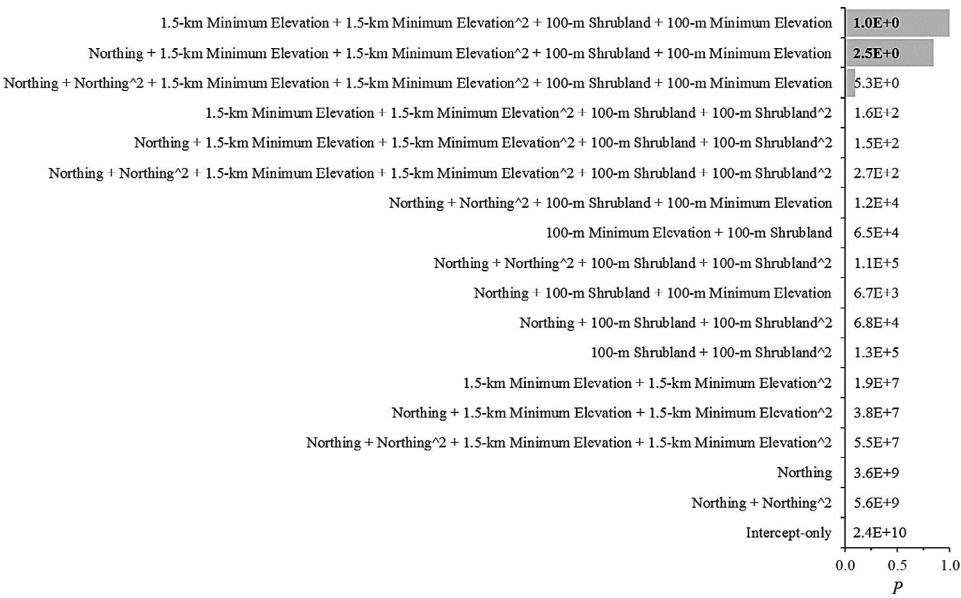 1.5-km Minimum Elevation + 1.5-km Minimum Elevation^2 + 100-m Shrubland + 100-m Minimum Elevation 1.0E+0
Northing + 1.5-km Minimum Elevation + 1.5-km Minimum Elevation^2 + 100-m Shrubland + 100-m Minimum Elevation 2.5E+0
Northing + Northing^2 + 1.5-km Minimum Elevation + 1.5-km Minimum Elevation^2 + 100-m Shrubland + 100-m Minimum Elevation 5.3E+0
1.5-km Minimum Elevation + 1.5-km Minimum Elevation^2 + 100-m Shrubland + 100-m Shrubland^2 1.6E+2
Northing + 1.5-km Minimum Elevation + 1.5-km Minimum Elevation^2 + 100-m Shrubland + 100-m Shrubland^2 1.5E+2
Northing + Northing^2 + 1.5-km Minimum Elevation + 1.5-km Minimum Elevation^2 + 100-m Shrubland + 100-m Shrubland^2 2.7E+2
Northing + Northing^2 + 100-m Shrubland + 100-m Minimum Elevation 1.2E+4
100-m Minimum Elevation + 100-m Shrubland 6.5E+4
Northing + Northing^2 + 100-m Shrubland + 100-m Shrubland^2 1.1E+5
Northing + 100-m Shrubland + 100-m Minimum Elevation 6.7E+3
Northing + 100-m Shrubland + 100-m Shrubland^2 6.8E+4
100-m Shrubland + 100-m Shrubland^2 1.3E+5
1.5-km Minimum Elevation + 1.5-km Minimum Elevation^2 1.9E+7
Northing + 1.5-km Minimum Elevation + 1.5-km Minimum Elevation^2 3.8E+7
Northing + Northing^2 + 1.5-km Minimum Elevation + 1.5-km Minimum Elevation^2 5.5E+7
Northing 3.6E+9
Northing + Northing^2 5.6E+9
Intercept-only 2.4E+10
0.0 0.5 1.0
P